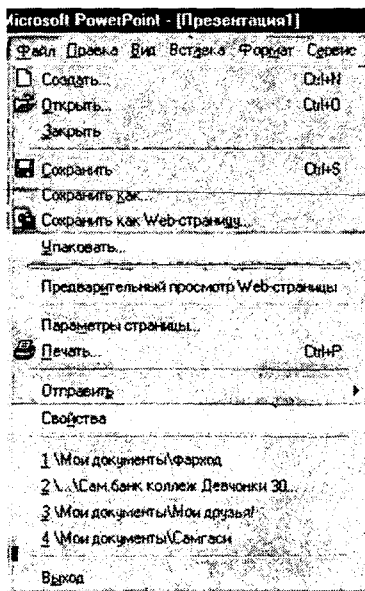 Microsoft PowerPoint - [Презентация1]
Файл Правка Вид Вставка Формат Сервис
Создать... Ctrl+N
Открыть... Ctrl+O
Закрыть
Сохранить Ctrl+S
Сохранить как...
Сохранить как Web-страницу...
Упаковать...
Предварительный просмотр Web-страницы
Параметры страницы...
Печать... Ctrl+P
Отправить
Свойства
1 \Мои документы\Фарход
2 \...\Сам.банк коллеж Девчонки 30...
3 \Мои документы\Мои друзья!
4 \Мои документы\Самгаси
Выход